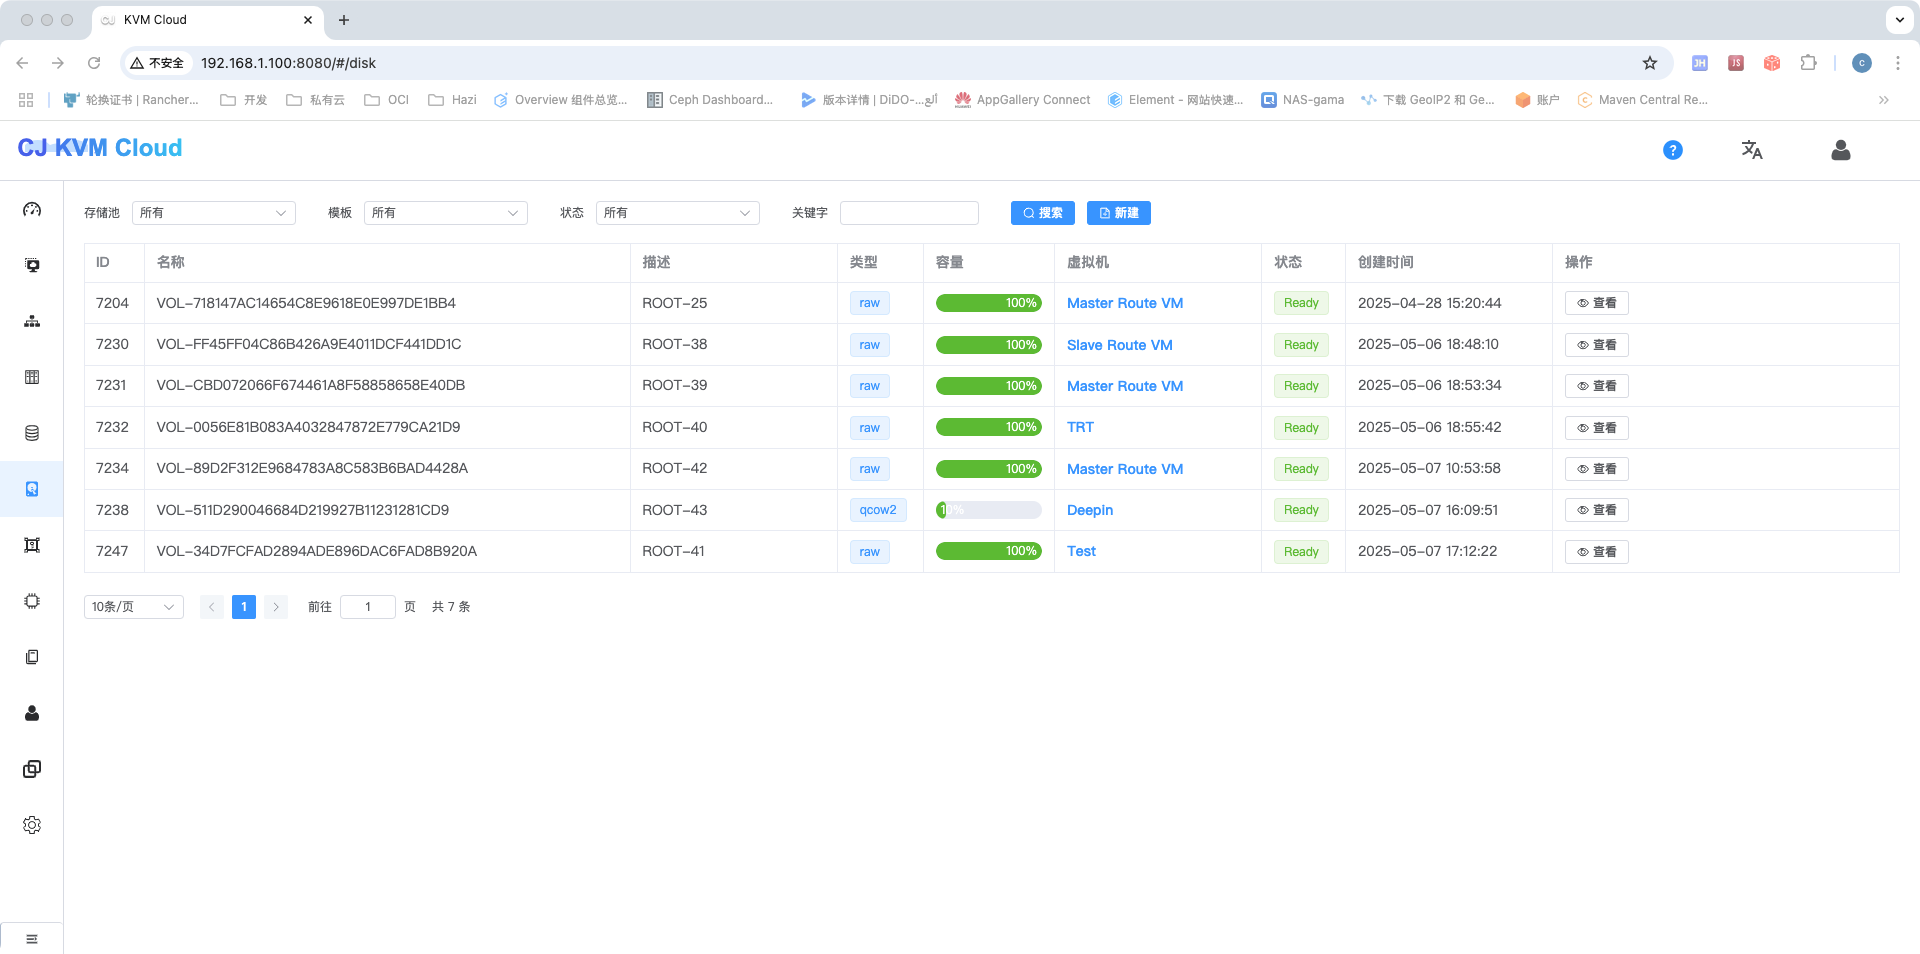 KVM Cloud
不安全 192.168.1.100:8080/#/disk
轮换证书 | Rancher... 开发 私有云 OCI Hazi Overview 组件总览... Ceph Dashboard... 版本详情 | DiDO-... AppGallery Connect Element - 网站快速... NAS-gama 下载 GeoIP2 和 Ge... 账户 Maven Central Re...
CJ KVM Cloud
存储池 所有 模板 所有 状态 所有 关键字 搜索 新建
ID 名称 描述 类型 容量 虚拟机 状态 创建时间 操作
7204 VOL-718147AC14654C8E9618E0E997DE1BB4 ROOT-25 raw 100% Master Route VM Ready 2025-04-28 15:20:44 查看
7230 VOL-FF45FF04C86B426A9E4011DCF441DD1C ROOT-38 raw 100% Slave Route VM Ready 2025-05-06 18:48:10 查看
7231 VOL-CBD072066F674461A8F58858658E40DB ROOT-39 raw 100% Master Route VM Ready 2025-05-06 18:53:34 查看
7232 VOL-0056E81B083A4032847872E779CA21D9 ROOT-40 raw 100% TRT Ready 2025-05-06 18:55:42 查看
7234 VOL-89D2F312E9684783A8C583B6BAD4428A ROOT-42 raw 100% Master Route VM Ready 2025-05-07 10:53:58 查看
7238 VOL-511D290046684D219927B11231281CD9 ROOT-43 qcow2 10% Deepin Ready 2025-05-07 16:09:51 查看
7247 VOL-34D7FCFAD2894ADE896DAC6FAD8B920A ROOT-41 raw 100% Test Ready 2025-05-07 17:12:22 查看
10条/页 1 前往 1 页 共 7 条